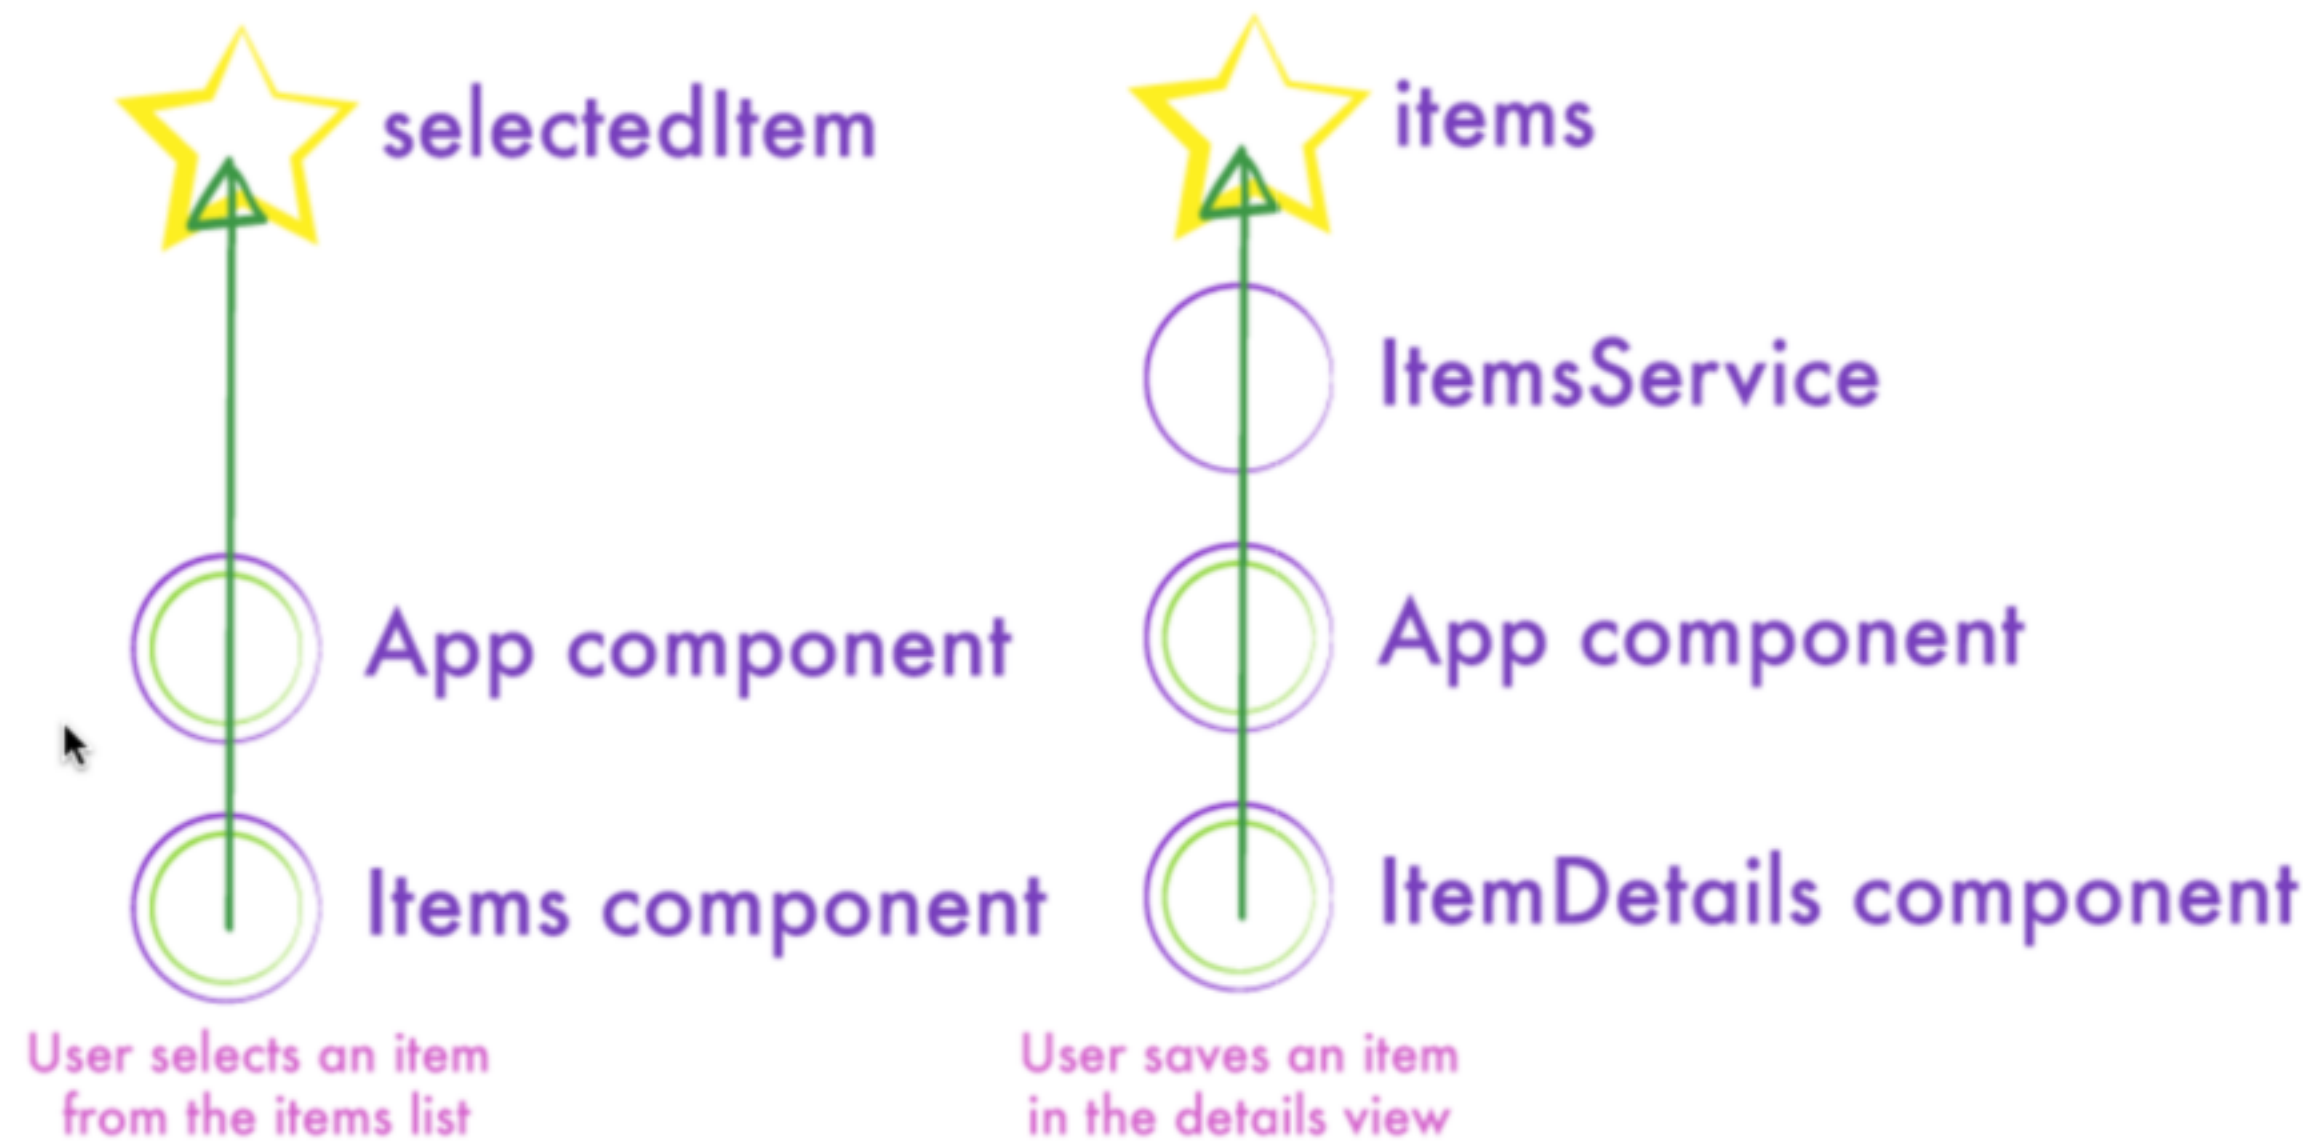 selectedItem
App component
Items component
User selects an item
from the items list
items
ItemsService
App component
ItemDetails component
User saves an item
in the details view